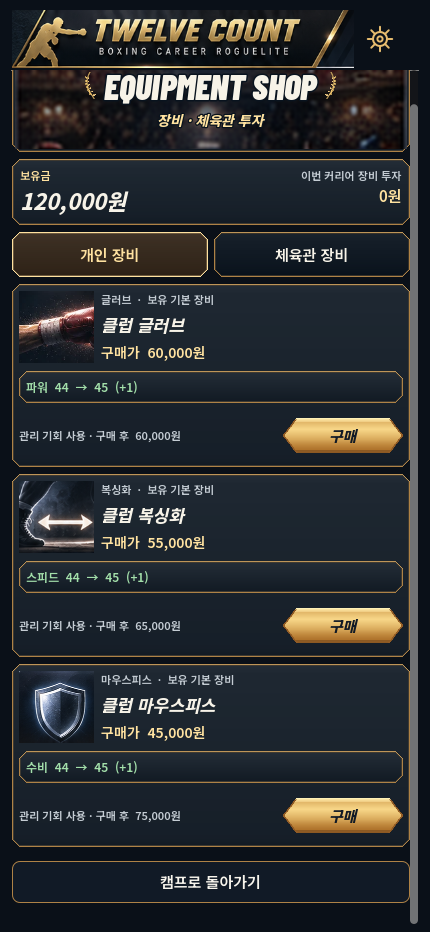 TWELVE COUNT
BOXING CAREER ROGUELITE
EQUIPMENT SHOP
장비 · 체육관 투자
보유금
이번 커리어 장비 투자
120,000원
0원
개인 장비
체육관 장비
글러브 · 보유 기본 장비
클럽 글러브
구매가 60,000원
파워 44 → 45 (+1)
관리 기회 사용 · 구매 후 60,000원
구매
복싱화 · 보유 기본 장비
클럽 복싱화
구매가 55,000원
스피드 44 → 45 (+1)
관리 기회 사용 · 구매 후 65,000원
구매
마우스피스 · 보유 기본 장비
클럽 마우스피스
구매가 45,000원
수비 44 → 45 (+1)
관리 기회 사용 · 구매 후 75,000원
구매
캠프로 돌아가기